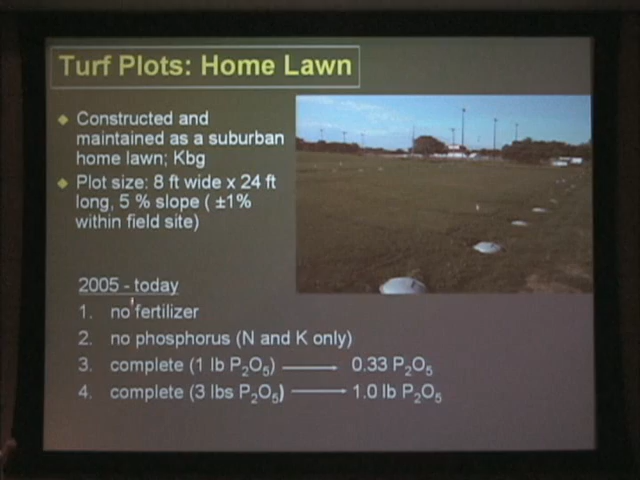 Turf Plots: Home Lawn
Constructed and
maintained as a suburban
home lawn; Kbg
Plot size: 8 ft wide x 24 ft
long, 5 % slope ( ±1%
within field site)
2005 - today
1. no fertilizer
2. no phosphorus (N and K only)
3. complete (1 lb P₂O₅) → 0.33 P₂O₅
4. complete (3 lbs P₂O₅) → 1.0 lb P₂O₅